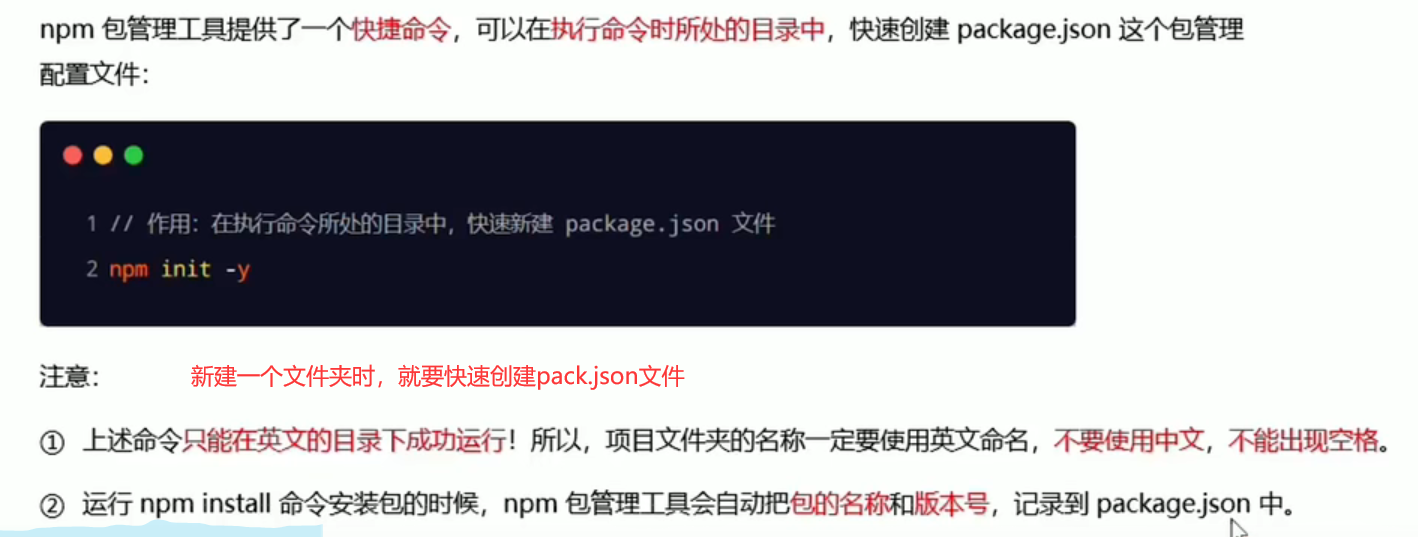 npm 包管理工具提供了一个快捷命令，可以在执行命令时所处的目录中，快速创建 package.json 这个包管理
配置文件：
1 // 作用：在执行命令所处的目录中，快速新建 package.json 文件
2 npm init -y
注意： 新建一个文件夹时，就要快速创建pack.json文件
① 上述命令只能在英文的目录下成功运行！所以，项目文件夹的名称一定要使用英文命名，不要使用中文，不能出现空格。
② 运行 npm install 命令安装包的时候，npm 包管理工具会自动把包的名称和版本号，记录到 package.json 中。